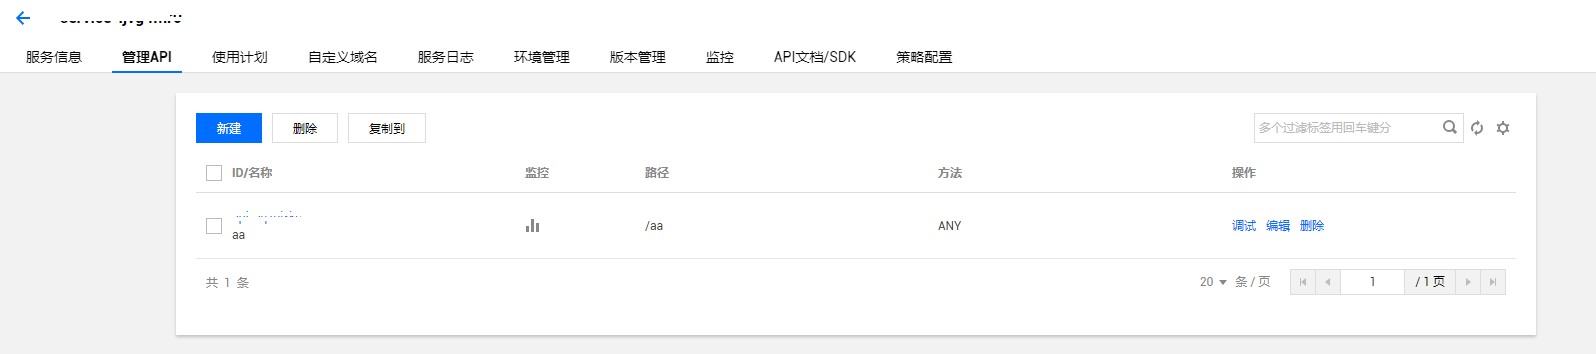 服务信息 管理API 使用计划 自定义域名 服务日志 环境管理 版本管理 监控 API文档/SDK 策略配置
新建 删除 复制到 多个过滤标签用回车键分
ID/名称 监控 路径 方法 操作
aa /aa ANY 调试 编辑 删除
共 1 条 20 条 / 页 1 / 1 页